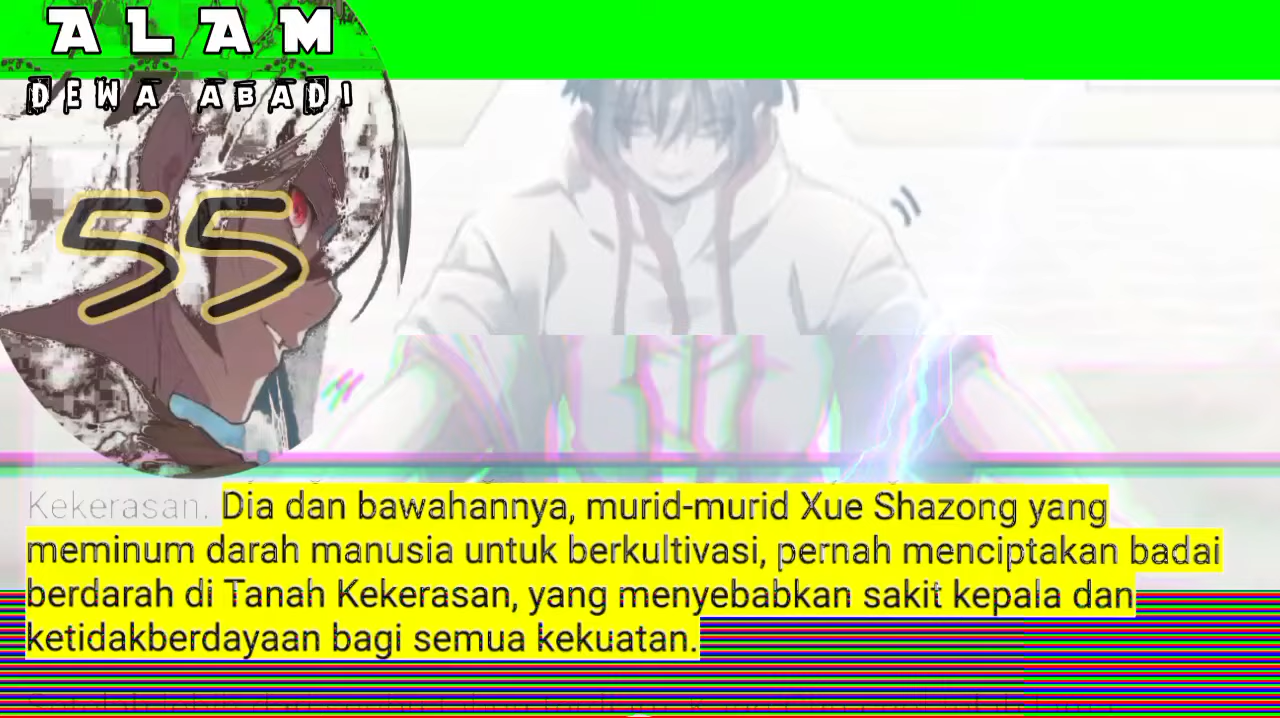 ALAM
DEWA ABADI
55
Kekerasan. Dia dan bawahannya, murid-murid Xue Shazong yang
meminum darah manusia untuk berkultivasi, pernah menciptakan badai
berdarah di Tanah Kekerasan, yang menyebabkan sakit kepala dan
ketidakberdayaan bagi semua kekuatan.